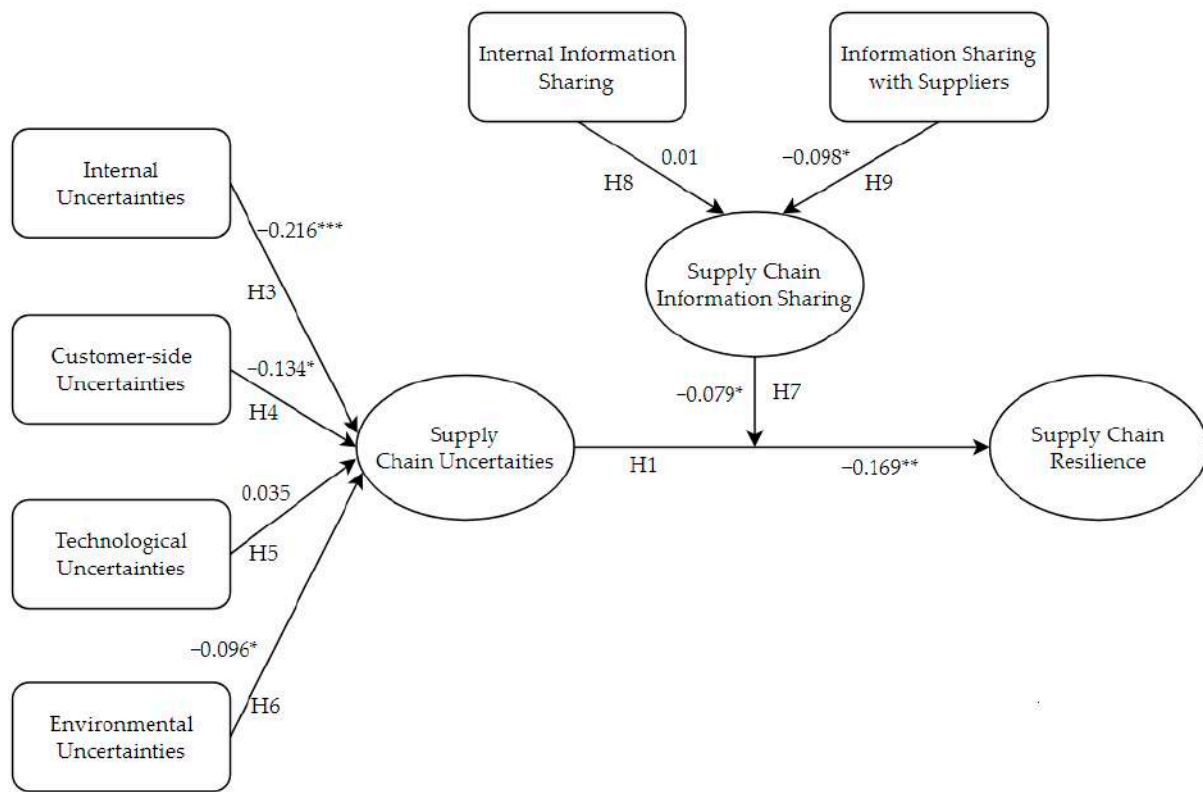 Internal Information
Sharing
Information Sharing
with Suppliers
Internal
Uncertainties
0.01
−0.098*
H8
H9
−0.216***
Supply Chain
Information Sharing
H3
Customer-side
Uncertainties
−0.134*
H4
−0.079*
H7
Supply
Chain Uncertaities
H1
−0.169**
Supply Chain
Resilience
0.035
Technological
Uncertainties
H5
−0.096*
H6
Environmental
Uncertainties